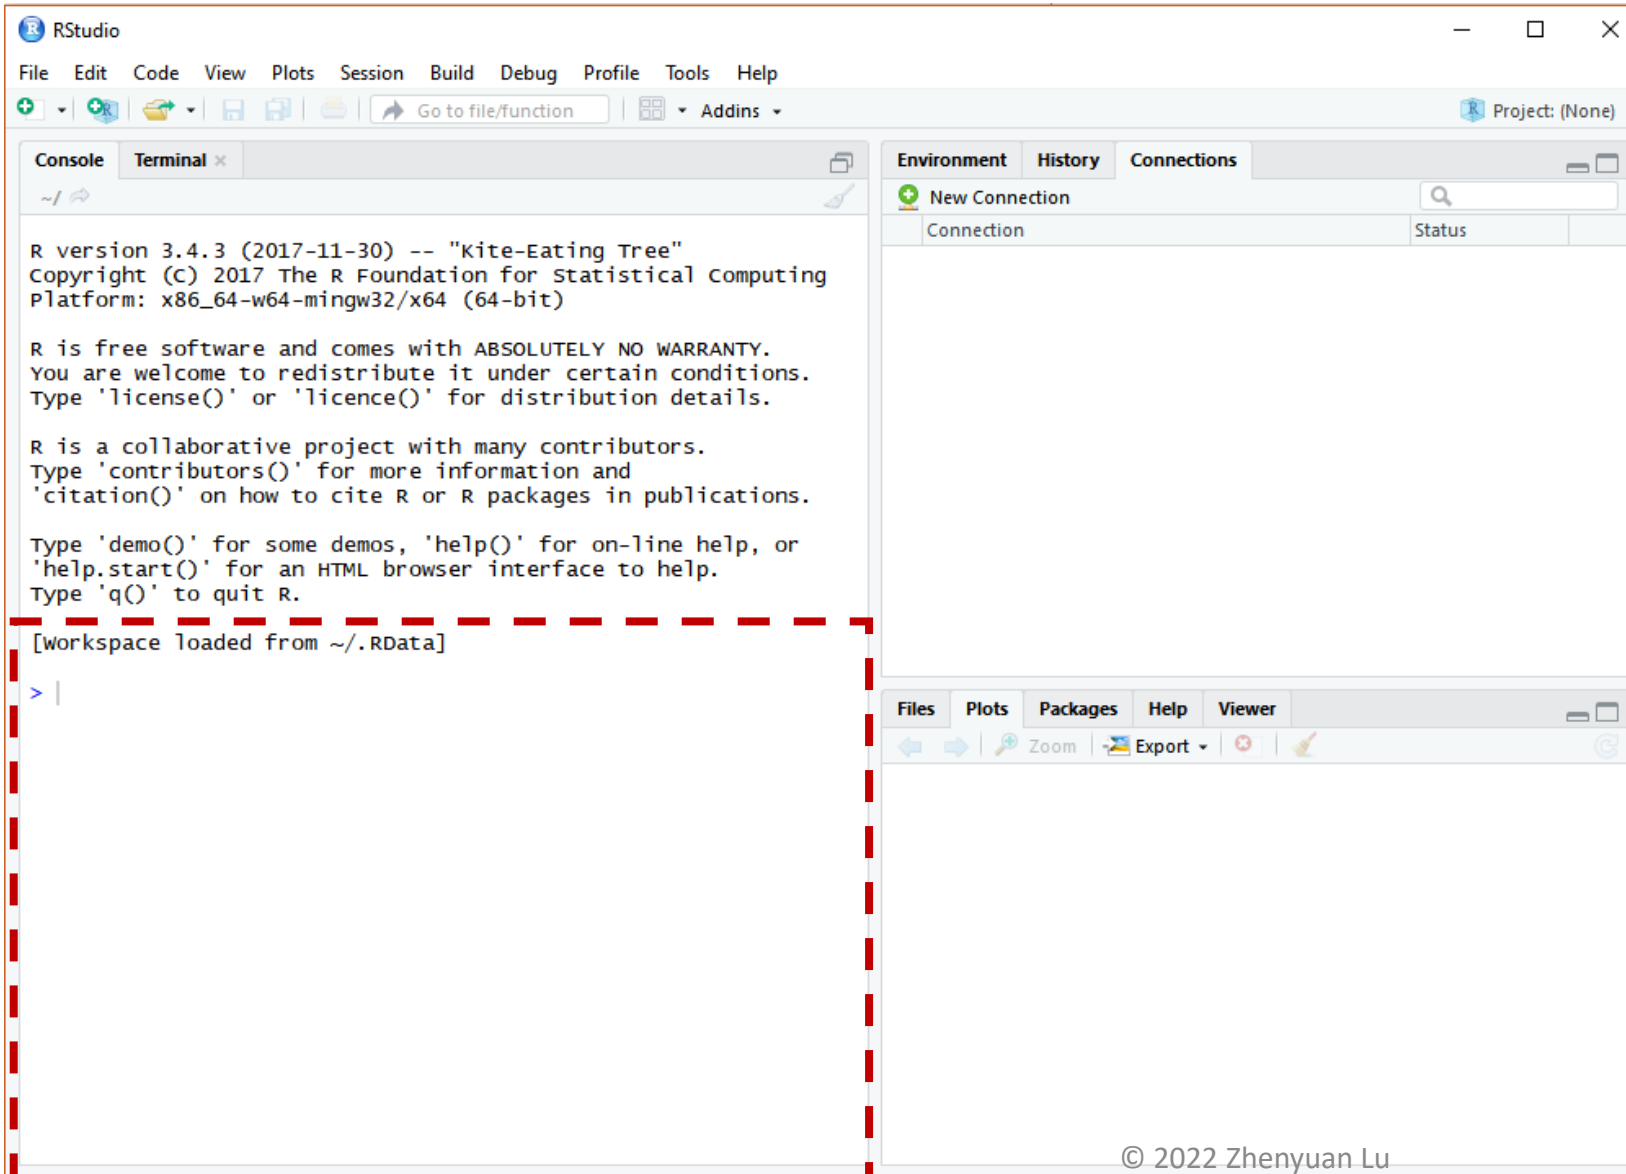 RStudio
File Edit Code View Plots Session Build Debug Profile Tools Help
Go to file/function Addins Project: (None)
Console Terminal
~/
R version 3.4.3 (2017-11-30) -- "Kite-Eating Tree"
Copyright (C) 2017 The R Foundation for Statistical Computing
Platform: x86_64-w64-mingw32/x64 (64-bit)
R is free software and comes with ABSOLUTELY NO WARRANTY.
You are welcome to redistribute it under certain conditions.
Type 'license()' or 'licence()' for distribution details.
R is a collaborative project with many contributors.
Type 'contributors()' for more information and
'citation()' on how to cite R or R packages in publications.
Type 'demo()' for some demos, 'help()' for on-line help, or
'help.start()' for an HTML browser interface to help.
Type 'q()' to quit R.
[Workspace loaded from ~/.RData]
>
Environment History Connections
New Connection
Connection Status
Files Plots Packages Help Viewer
Zoom Export
© 2022 Zhenyuan Lu